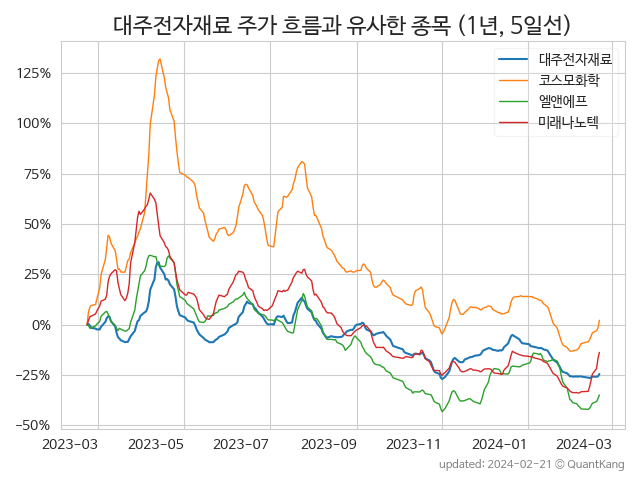 대주전자재료 주가 흐름과 유사한 종목 (1년, 5일선)
대주전자재료
코스모화학
엘앤에프
미래나노텍
125%
100%
75%
50%
25%
0%
−25%
−50%
2023-03 2023-05 2023-07 2023-09 2023-11 2024-01 2024-03
updated: 2024-02-21 © QuantKang